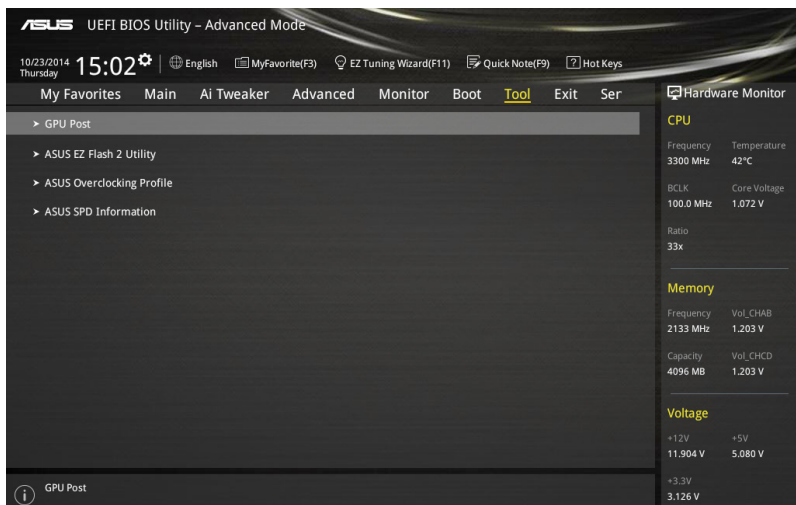 ASUS UEFI BIOS Utility – Advanced Mode
10/23/2014
Thursday
15:02
English MyFavorite(F3) EZ Tuning Wizard(F11) Quick Note(F9) ? Hot Keys
My Favorites Main Ai Tweaker Advanced Monitor Boot Tool Exit Ser
> GPU Post
> ASUS EZ Flash 2 Utility
> ASUS Overclocking Profile
> ASUS SPD Information
i GPU Post
Hardware Monitor
CPU
Frequency Temperature
3300 MHz 42°C
BCLK Core Voltage
100.0 MHz 1.072 V
Ratio
33x
Memory
Frequency Vol_CHAB
2133 MHz 1.203 V
Capacity Vol_CHCD
4096 MB 1.203 V
Voltage
+12V +5V
11.904 V 5.080 V
+3.3V
3.126 V